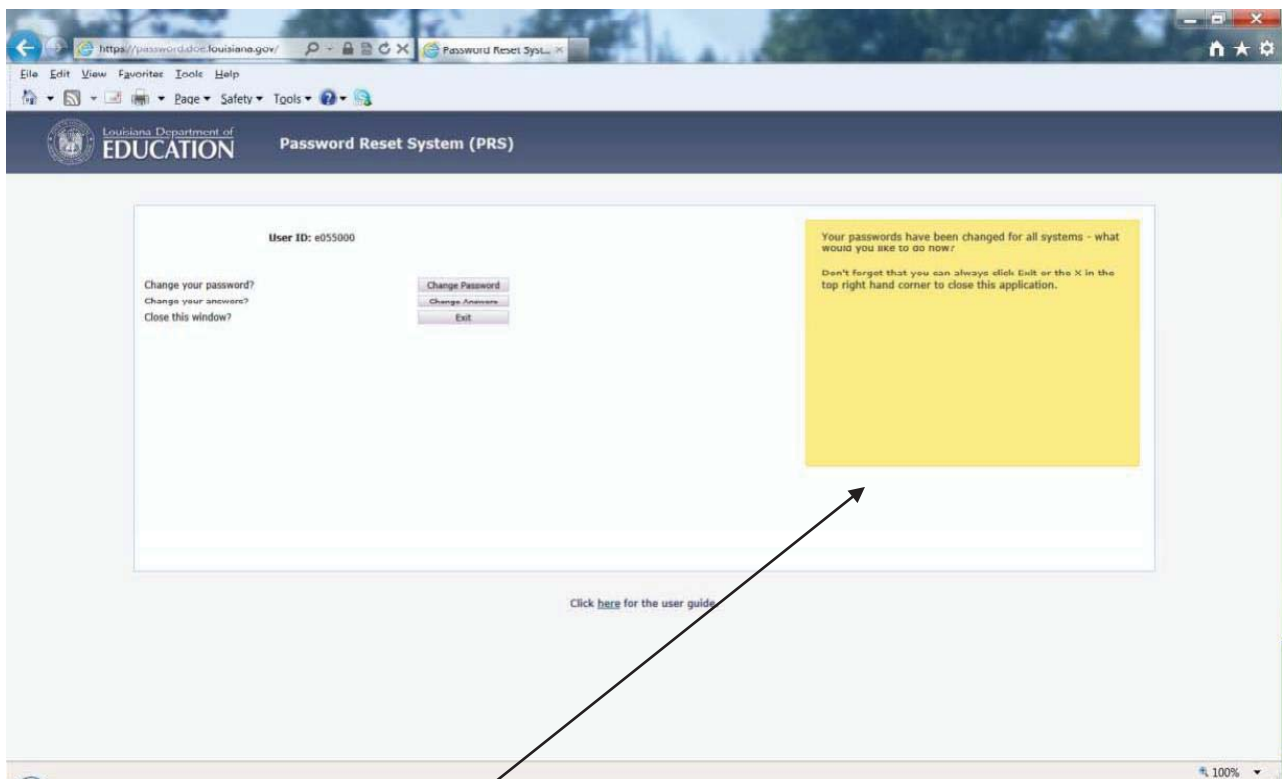 https://password.doe.louisiana.gov/
Password Reset Syst...
File Edit View Favorites Tools Help
Page Safety Tools
Louisiana Department of
EDUCATION
Password Reset System (PRS)
User ID: e055000
Change your password? Change Password
Change your answers? Change Answers
Close this window? Exit
Your passwords have been changed for all systems - what
would you like to do now?
Don't forget that you can always click Exit or the X in the
top right hand corner to close this application.
Click here for the user guide.
100%